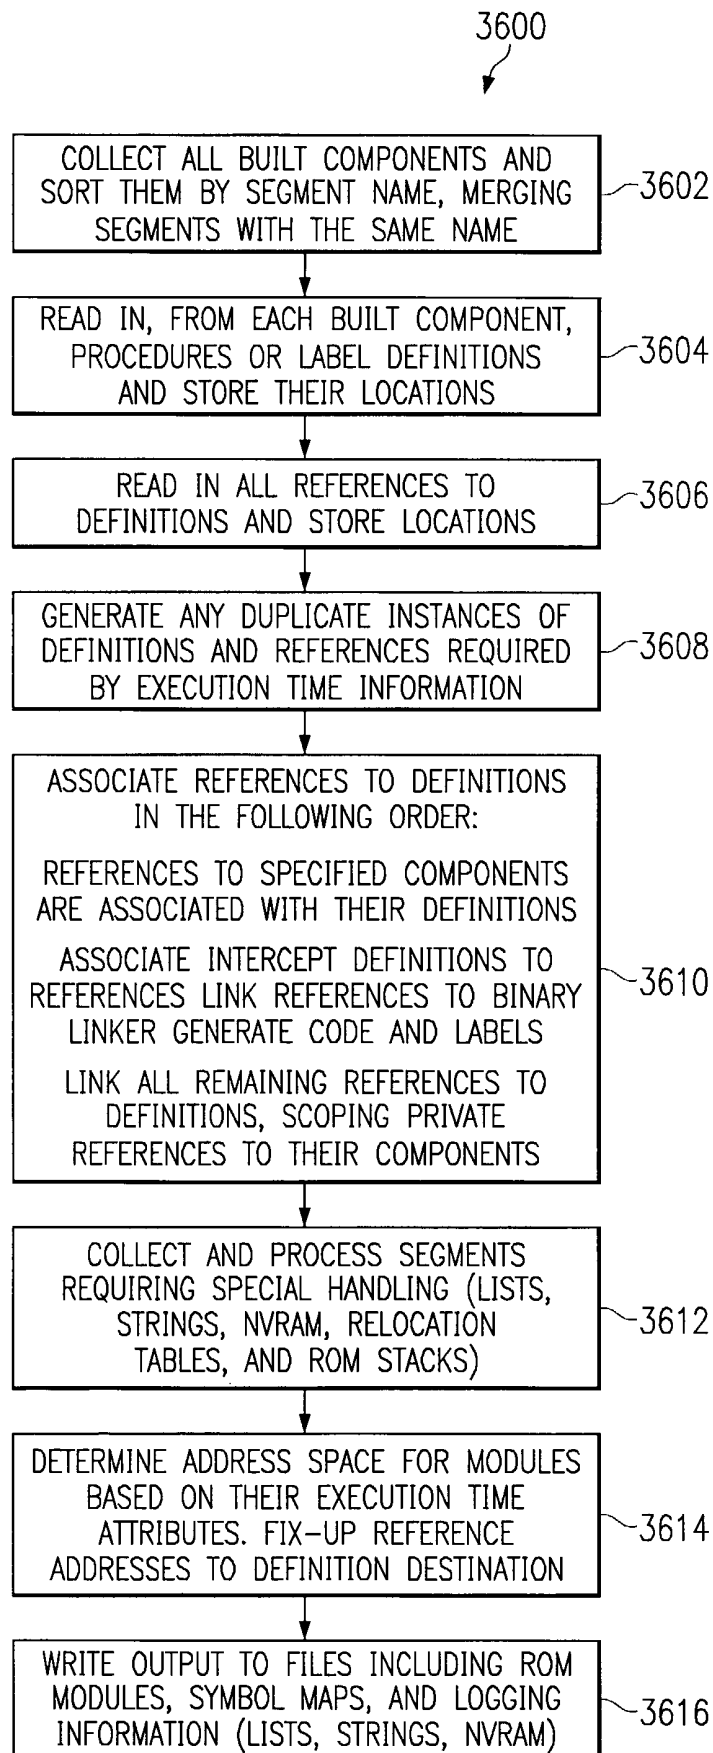 3600
COLLECT ALL BUILT COMPONENTS AND
SORT THEM BY SEGMENT NAME, MERGING
SEGMENTS WITH THE SAME NAME
3602
READ IN, FROM EACH BUILT COMPONENT,
PROCEDURES OR LABEL DEFINITIONS
AND STORE THEIR LOCATIONS
3604
READ IN ALL REFERENCES TO
DEFINITIONS AND STORE LOCATIONS
3606
GENERATE ANY DUPLICATE INSTANCES OF
DEFINITIONS AND REFERENCES REQUIRED
BY EXECUTION TIME INFORMATION
3608
ASSOCIATE REFERENCES TO DEFINITIONS
IN THE FOLLOWING ORDER:
REFERENCES TO SPECIFIED COMPONENTS
ARE ASSOCIATED WITH THEIR DEFINITIONS
ASSOCIATE INTERCEPT DEFINITIONS TO
REFERENCES LINK REFERENCES TO BINARY
LINKER GENERATE CODE AND LABELS
LINK ALL REMAINING REFERENCES TO
DEFINITIONS, SCOPING PRIVATE
REFERENCES TO THEIR COMPONENTS
3610
COLLECT AND PROCESS SEGMENTS
REQUIRING SPECIAL HANDLING (LISTS,
STRINGS, NVRAM, RELOCATION
TABLES, AND ROM STACKS)
3612
DETERMINE ADDRESS SPACE FOR MODULES
BASED ON THEIR EXECUTION TIME
ATTRIBUTES. FIX-UP REFERENCE
ADDRESSES TO DEFINITION DESTINATION
3614
WRITE OUTPUT TO FILES INCLUDING ROM
MODULES, SYMBOL MAPS, AND LOGGING
INFORMATION (LISTS, STRINGS, NVRAM)
3616